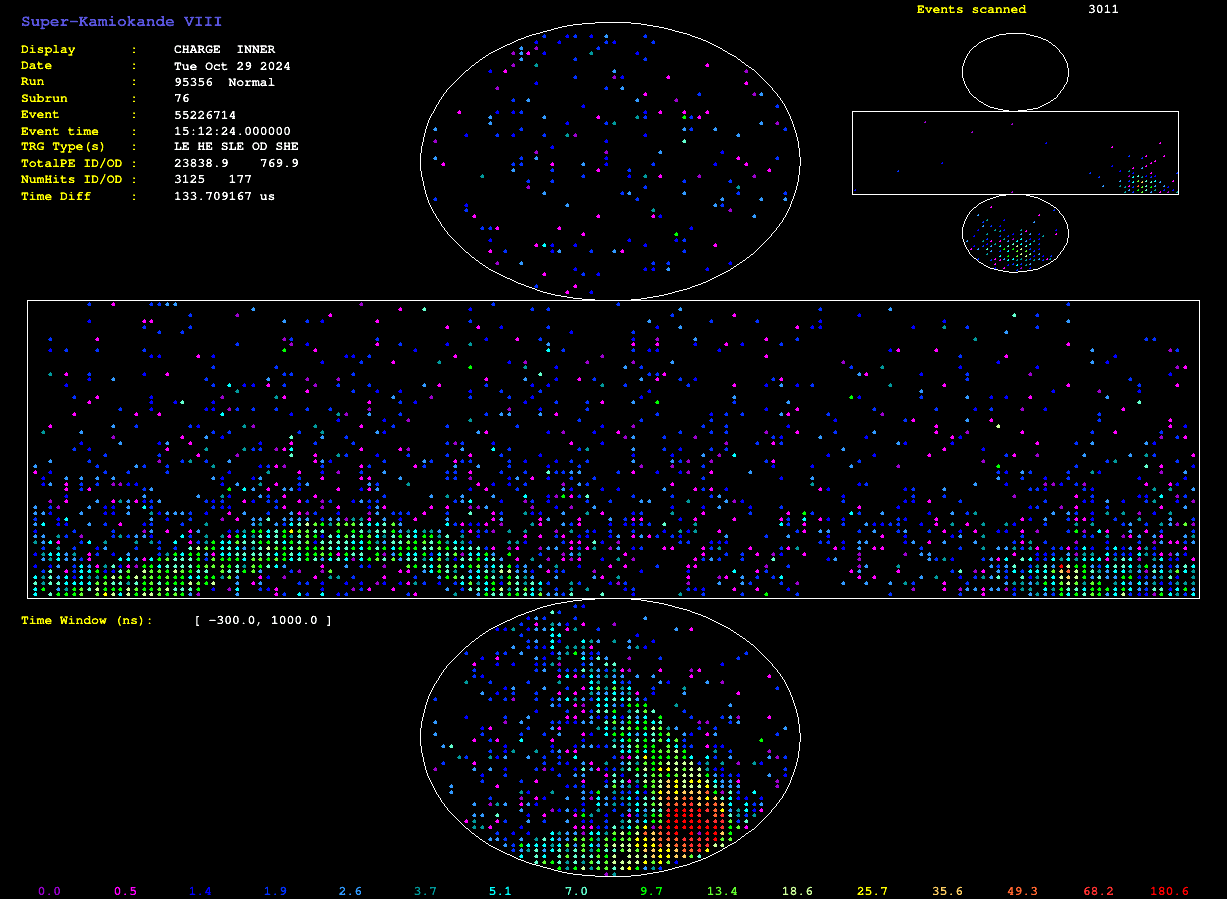 Super-Kamiokande VIII
Events scanned 3011
Display : CHARGE INNER
Date : Tue Oct 29 2024
Run : 95356 Normal
Subrun : 76
Event : 55226714
Event time : 15:12:24.000000
TRG Type(s) : LE HE SLE OD SHE
TotalPE ID/OD : 23838.9 769.9
NumHits ID/OD : 3125 177
Time Diff : 133.709167 us
Time Window (ns): [ -300.0, 1000.0 ]
0.0 0.5 1.4 1.9 2.6 3.7 5.1 7.0 9.7 13.4 18.6 25.7 35.6 49.3 68.2 180.6